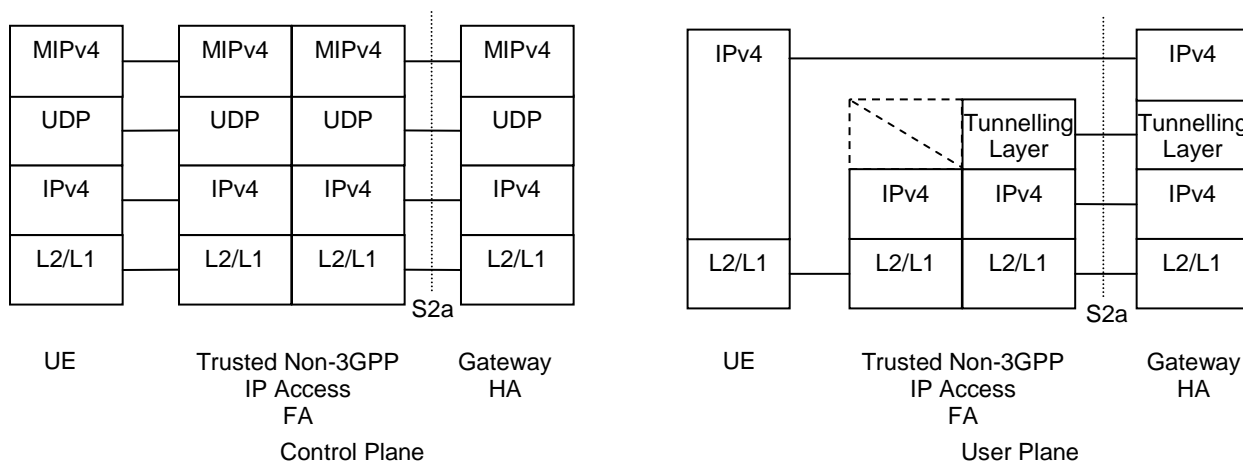 MIPv4 MIPv4 MIPv4 MIPv4
UDP UDP UDP UDP
IPv4 IPv4 IPv4 IPv4
L2/L1 L2/L1 L2/L1 L2/L1
S2a
UE Trusted Non-3GPP Gateway
IP Access HA
FA
Control Plane
IPv4 IPv4
Tunnelling Tunnelling
Layer Layer
IPv4 IPv4 IPv4
L2/L1 L2/L1 L2/L1 L2/L1
S2a
UE Trusted Non-3GPP Gateway
IP Access HA
FA
User Plane